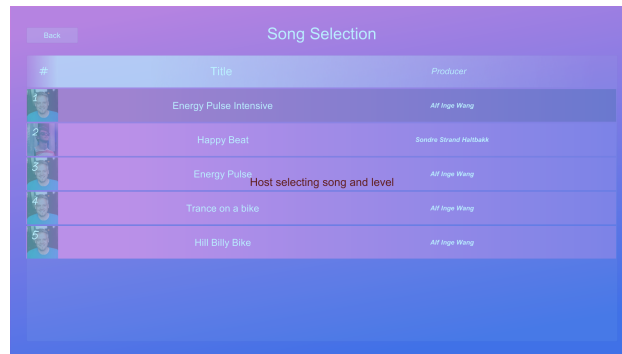 Back
Song Selection
# Title Producer
1 Energy Pulse Intensive Alf Inge Wang
2 Happy Beat Sondre Strand Haltbakk
3 Energy Pulse Alf Inge Wang
Host selecting song and level
4 Trance on a bike Alf Inge Wang
5 Hill Billy Bike Alf Inge Wang